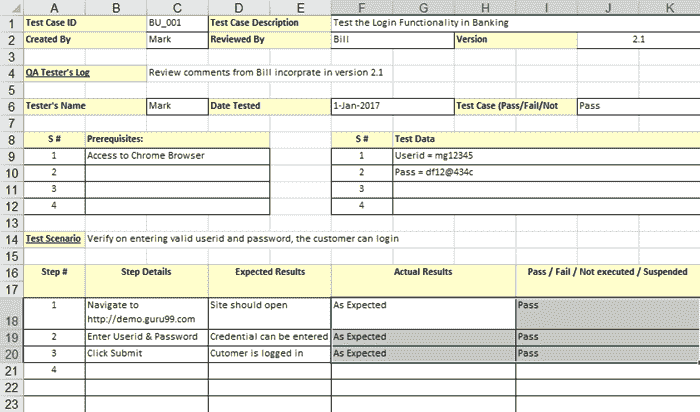 A B C D E F G H I J K
1 Test Case ID BU_001 Test Case Description Test the Login Functionality in Banking
2 Created By Mark Reviewed By Bill Version 2.1
3
4 QA Tester's Log Review comments from Bill incorprate in version 2.1
5
6 Tester's Name Mark Date Tested 1-Jan-2017 Test Case (Pass/Fail/Not Pass
7
8 S # Prerequisites: S # Test Data
9 1 Access to Chrome Browser 1 Userid = mg12345
10 2 2 Pass = df12@434c
11 3 3
12 4 4
13
14 Test Scenario Verify on entering valid userid and password, the customer can login
15
16 Step # Step Details Expected Results Actual Results Pass / Fail / Not executed / Suspended
17
1 Navigate to Site should open As Expected Pass
18 http://demo.guru99.com
19 2 Enter Userid & Password Credential can be entered As Expected Pass
20 3 Click Submit Cutomer is logged in As Expected Pass
21 4
22
23